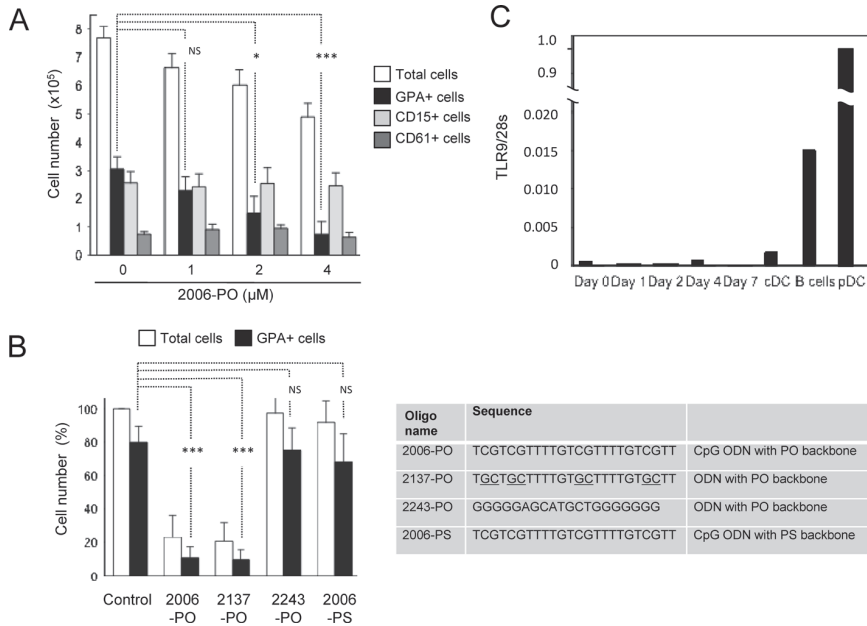 A
Cell number (x10⁵)
8
7
6
5
4
3
2
1
0
NS
*
***
Total cells
GPA+ cells
CD15+ cells
CD61+ cells
0 1 2 4
2006-PO (µM)
C
TLR9/28s
1.0
0.9
0.020
0.015
0.005
0
Day 0 Day 1 Day 2 Day 4 Day 7 cDC B cells pDC
B
Total cells GPA+ cells
Cell number (%)
100
80
60
40
20
0
***
***
NS
NS
Control 2006 2137 2243 2006
-PO -PO -PO -PS
Oligo Sequence
name
2006-PO TCGTCGTTTTGTCGTTTTGTCGTT CpG ODN with PO backbone
2137-PO TGCTGCTTTTGTGCTTTTGTGCTT ODN with PO backbone
2243-PO GGGGGAGCATGCTGGGGGGG ODN with PO backbone
2006-PS TCGTCGTTTTGTCGTTTTGTCGTT CpG ODN with PS backbone